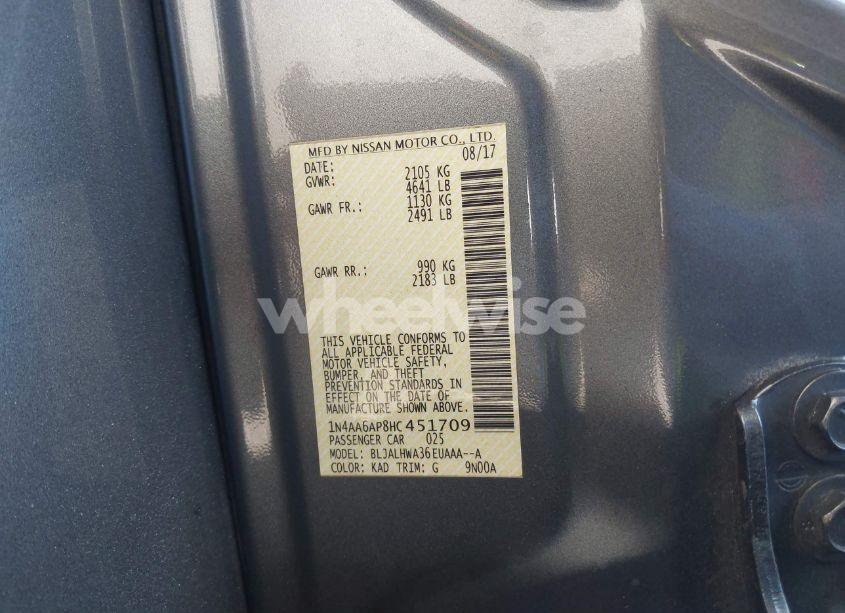 MFD BY NISSAN MOTOR CO., LTD.
DATE: 08/17
GVWR: 2105 KG
4641 LB
GAWR FR.: 1130 KG
2491 LB
GAWR RR.: 990 KG
2183 LB
wheelwise
THIS VEHICLE CONFORMS TO
ALL APPLICABLE FEDERAL
MOTOR VEHICLE SAFETY,
BUMPER, AND THEFT
PREVENTION STANDARDS IN
EFFECT ON THE DATE OF
MANUFACTURE SHOWN ABOVE.
1N4AA6AP8HC451709
PASSENGER CAR 025
MODEL: BLJALHWA36EUAAA--A
COLOR: KAD TRIM: G 9N00A